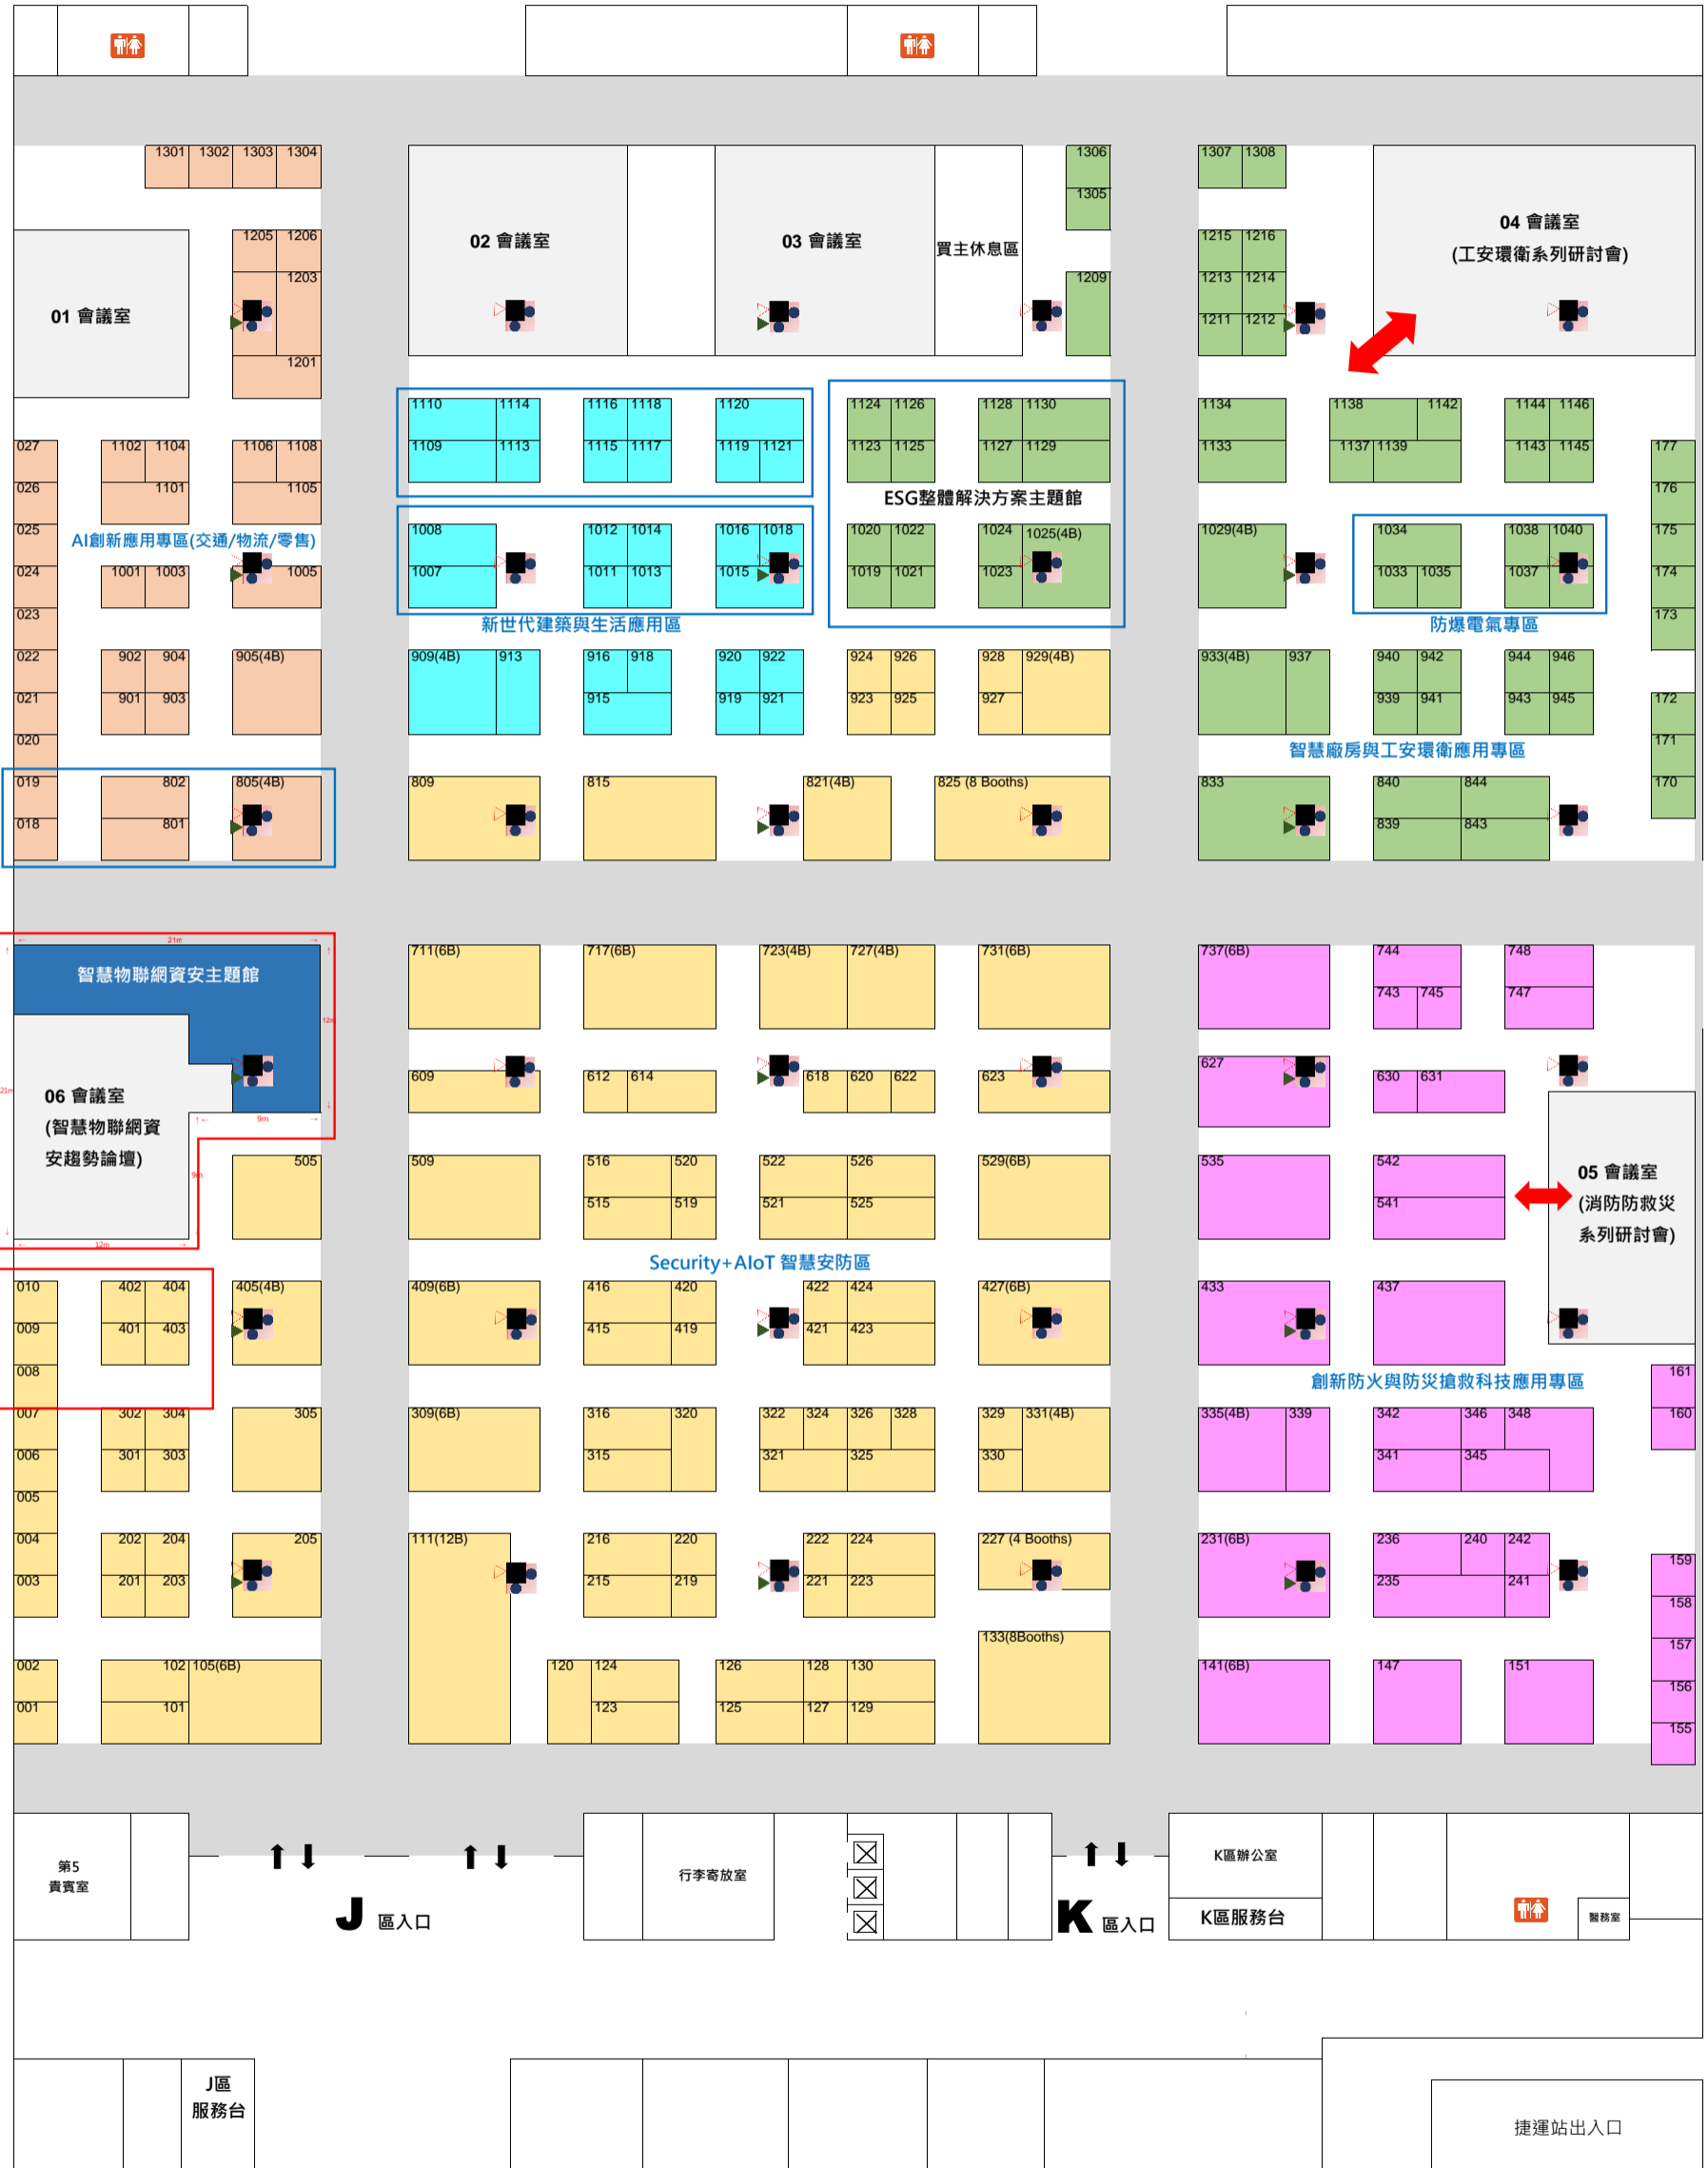 1301 1302 1303 1304
1306
1305
1307 1308
1205 1206
1203
1201
01 會議室
02 會議室
03 會議室
買主休息區
1209
1215 1216
1213 1214
1211 1212
04 會議室
(工安環衛系列研討會)
1110 1114 1116 1118 1120
1109 1113 1115 1117 1119 1121
1124 1126 1128 1130
1123 1125 1127 1129
ESG整體解決方案主題館
1134 1138 1142 1144 1146
1133 1137 1139 1143 1145
027 1102 1104 1106 1108
026 1101 1105
025
AI創新應用專區(交通/物流/零售)
024 1001 1003 1005
023
1008 1012 1014 1016 1018
1007 1011 1013 1015
新世代建築與生活應用區
1020 1022 1024 1025(4B)
1019 1021 1023
1029(4B) 1034 1038 1040
1033 1035 1037
防爆電氣專區
177
176
175
174
173
022 902 904 905(4B)
021 901 903
020
909(4B) 913 916 918 920 922
915 919 921
924 926 928 929(4B)
923 925 927
933(4B) 937 940 942 944 946
939 941 943 945
172
171
170
智慧廠房與工安環衛應用專區
019 802 805(4B)
018 801
809 815 821(4B) 825 (8 Booths)
833 840 844
839 843
21m
智慧物聯網資安主題館
12m
21m
9m
9m
12m
06 會議室
(智慧物聯網資
安趨勢論壇)
711(6B) 717(6B) 723(4B) 727(4B) 731(6B)
737(6B) 744 748
743 745 747
609 612 614 618 620 622 623
627 630 631
505 509 516 520 522 526 529(6B)
515 519 521 525
535 542
541
05 會議室
(消防防救災
系列研討會)
Security+AIoT 智慧安防區
010 402 404 405(4B)
009 401 403
008
409(6B) 416 420 422 424 427(6B)
415 419 421 423
433 437
創新防火與防災搶救科技應用專區
161
160
007 302 304 305
006 301 303
005
309(6B) 316 320 322 324 326 328 329 331(4B)
315 321 325 330
335(4B) 339 342 346 348
341 345
004 202 204 205
003 201 203
111(12B) 216 220 222 224 227 (4 Booths)
215 219 221 223
231(6B) 236 240 242
235 241
159
158
157
156
155
002 102 105(6B)
001 101
120 124 126 128 130 133(8Booths)
123 125 127 129
141(6B) 147 151
第5
貴賓室
J 區入口
行李寄放室
K 區入口
K區辦公室
K區服務台
醫務室
J區
服務台
捷運站出入口